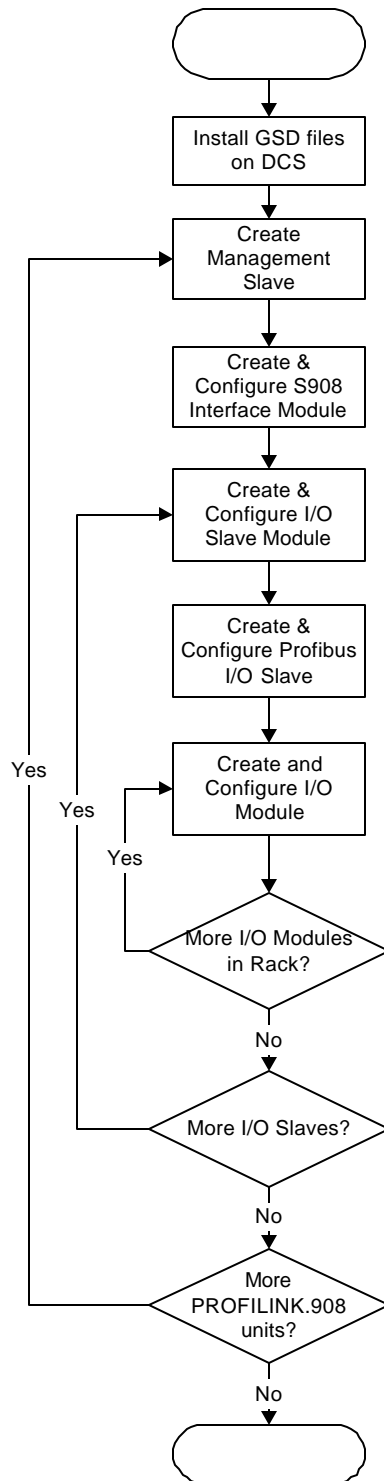 Install GSD files
on DCS
Create
Management
Slave
Create &
Configure S908
Interface Module
Create &
Configure I/O
Slave Module
Create &
Configure Profibus
I/O Slave
Create and
Configure I/O
Module
Yes
Yes
Yes
More I/O Modules
in Rack?
No
More I/O Slaves?
No
More
PROFILINK.908
units?
No